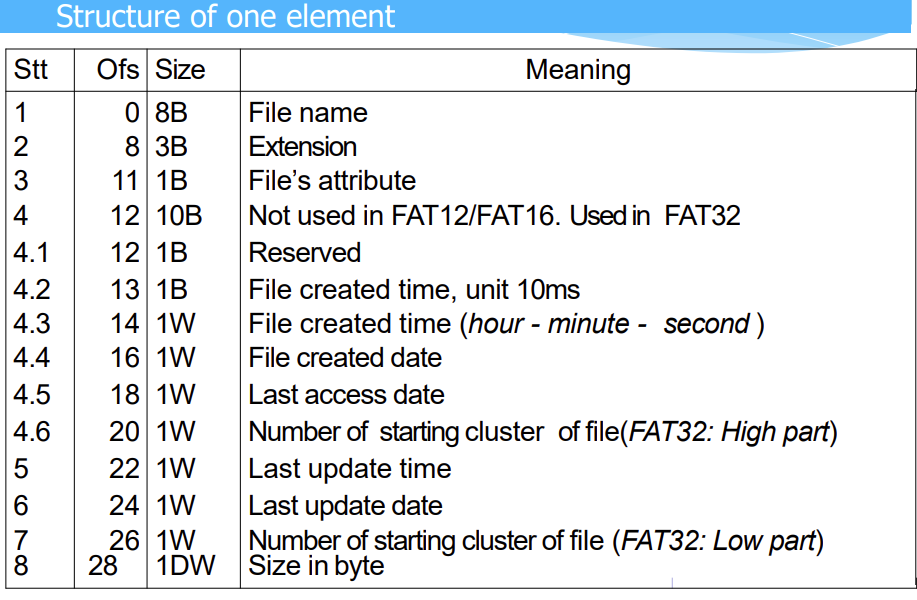 Structure of one element
Stt Ofs Size Meaning
1 0 8B File name
2 8 3B Extension
3 11 1B File’s attribute
4 12 10B Not used in FAT12/FAT16. Used in FAT32
4.1 12 1B Reserved
4.2 13 1B File created time, unit 10ms
4.3 14 1W File created time (hour - minute - second )
4.4 16 1W File created date
4.5 18 1W Last access date
4.6 20 1W Number of starting cluster of file(FAT32: High part)
5 22 1W Last update time
6 24 1W Last update date
7 26 1W Number of starting cluster of file (FAT32: Low part)
8 28 1DW Size in byte